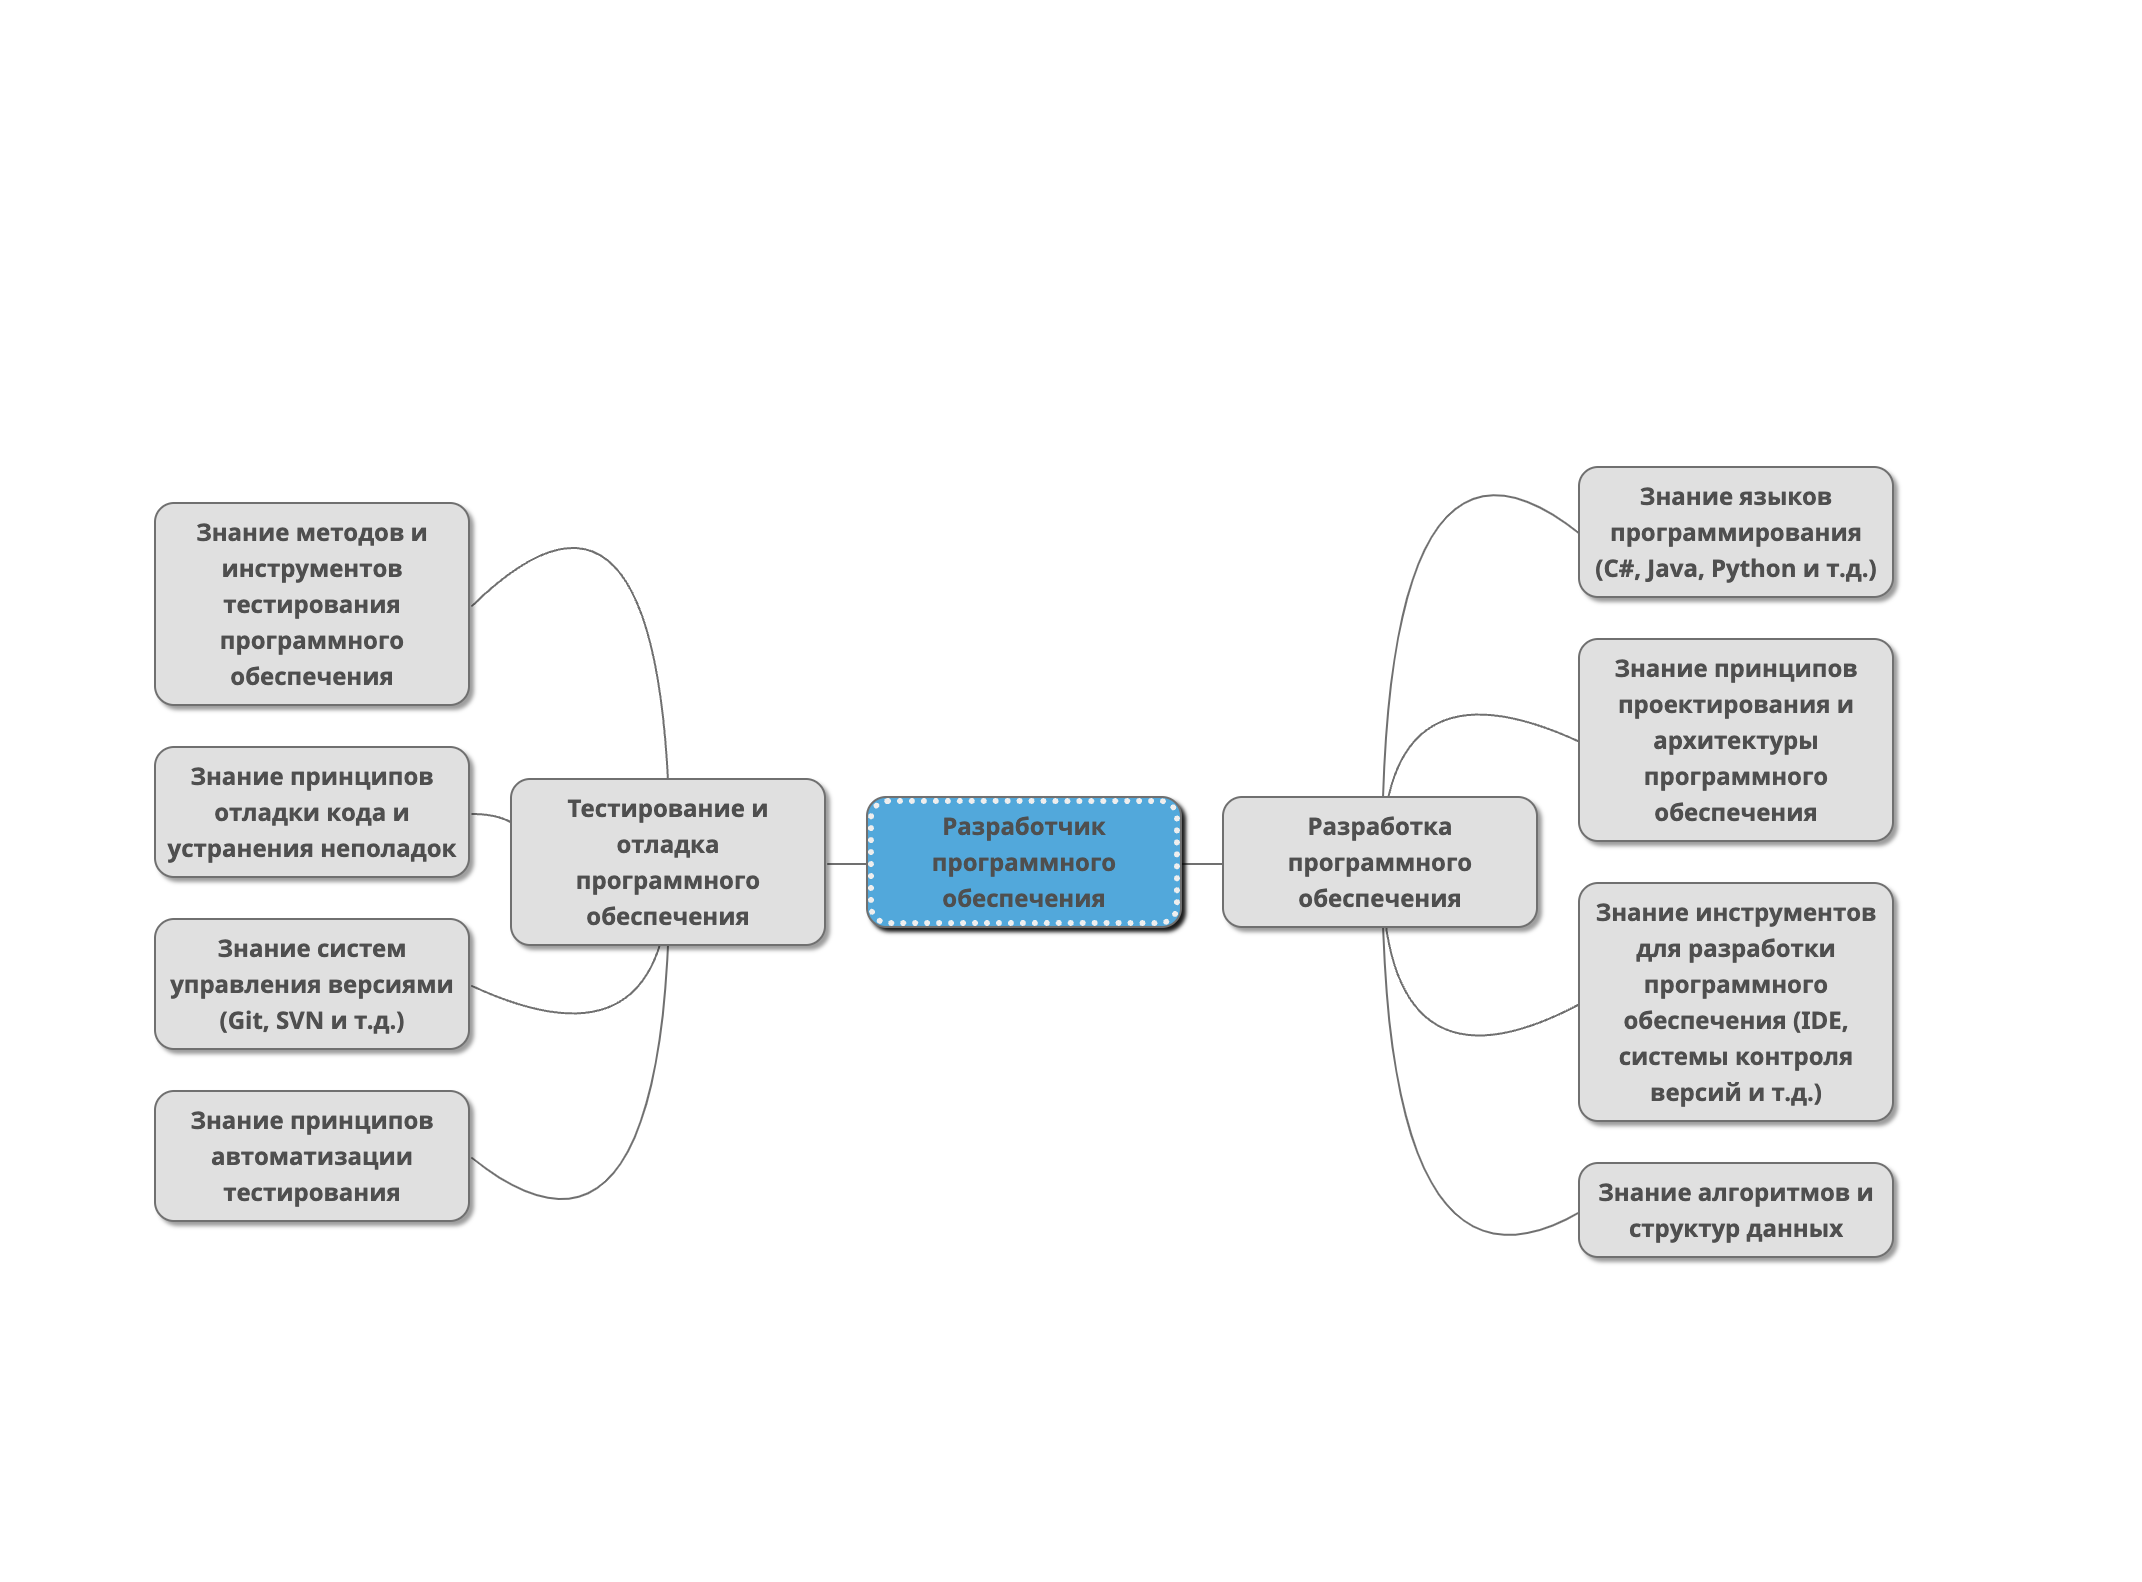 Знание методов и
инструментов
тестирования
программного
обеспечения
Знание принципов
отладки кода и
устранения неполадок
Знание систем
управления версиями
(Git, SVN и т.д.)
Знание принципов
автоматизации
тестирования
Тестирование и
отладка
программного
обеспечения
Разработчик
программного
обеспечения
Разработка
программного
обеспечения
Знание языков
программирования
(C#, Java, Python и т.д.)
Знание принципов
проектирования и
архитектуры
программного
обеспечения
Знание инструментов
для разработки
программного
обеспечения (IDE,
системы контроля
версий и т.д.)
Знание алгоритмов и
структур данных